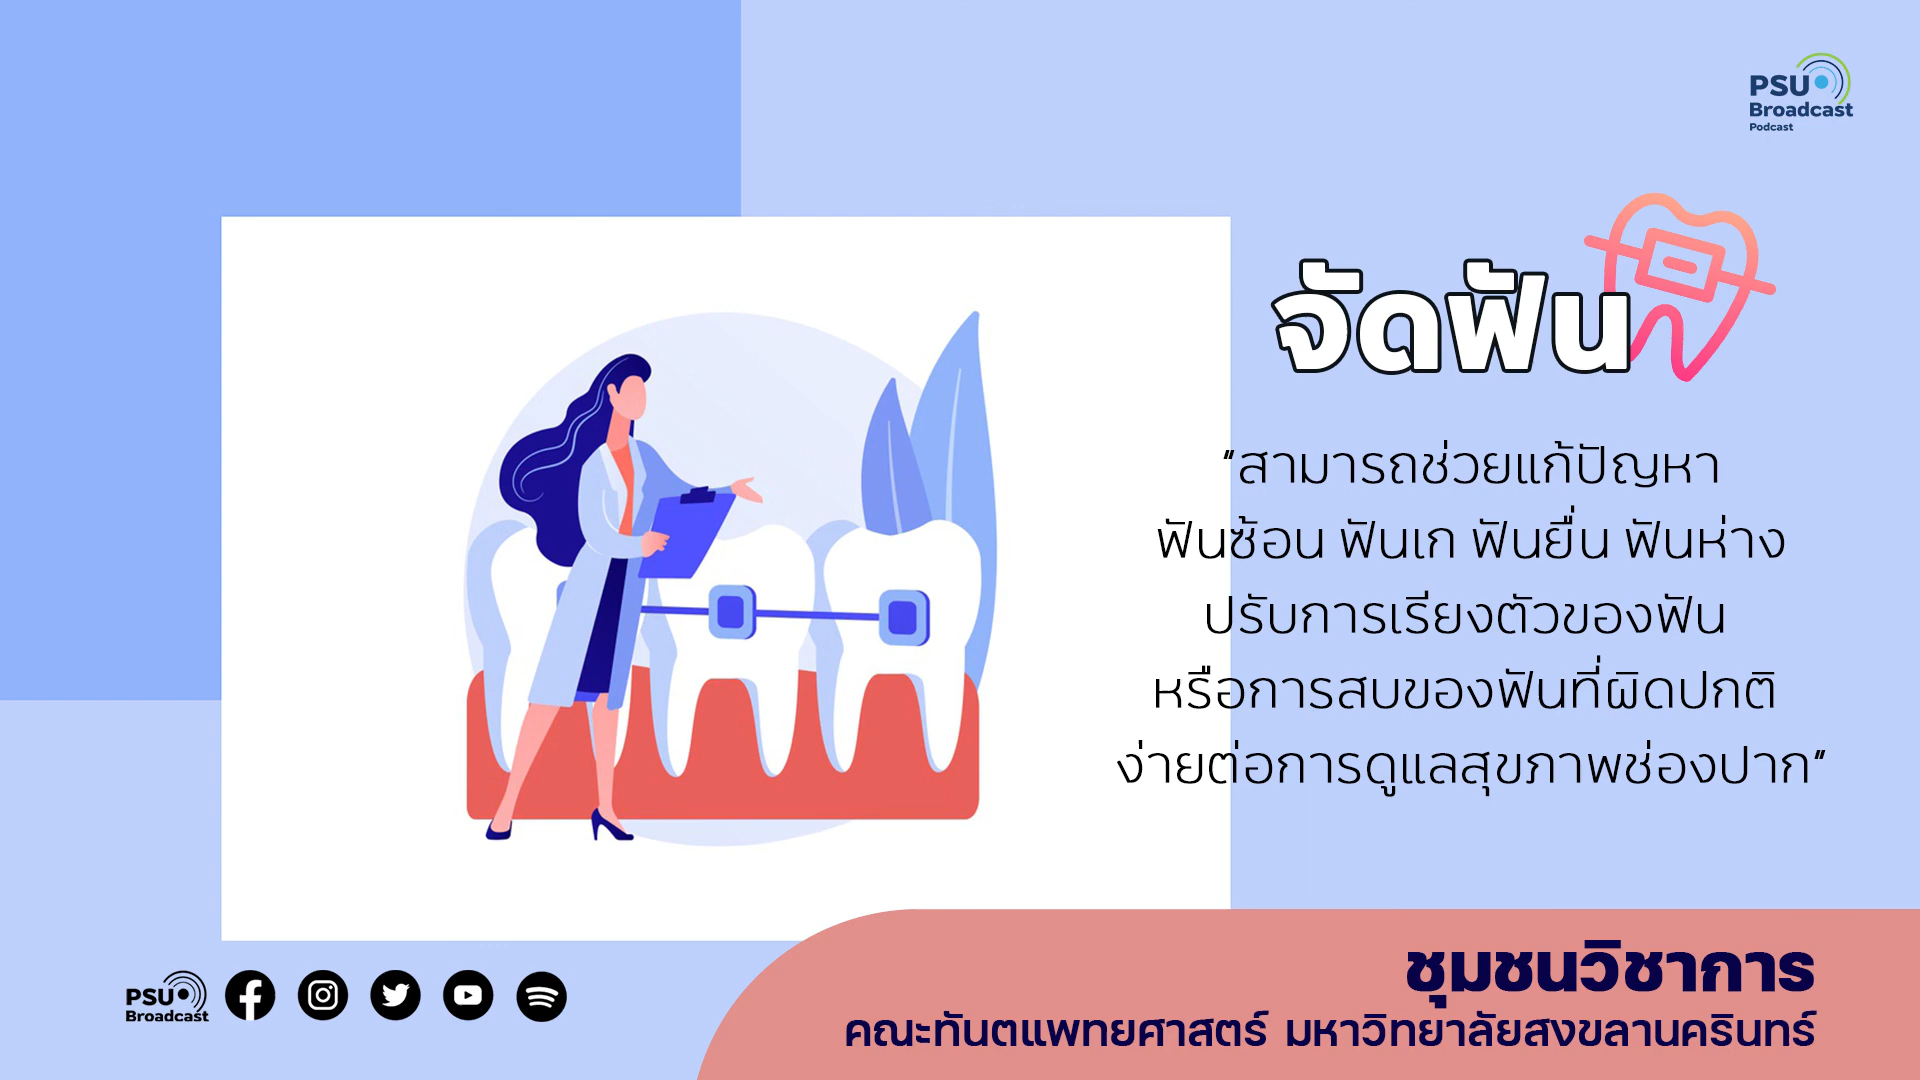 PSU
Broadcast
Podcast
จัดฟัน
"สามารถช่วยแก้ปัญหา
ฟันซ้อน ฟันเก ฟันยื่น ฟันห่าง
ปรับการเรียงตัวของฟัน
หรือการสบของฟันที่ผิดปกติ
ง่ายต่อการดูแลสุขภาพช่องปาก"
ชุมชนวิชาการ
คณะทันตแพทยศาสตร์ มหาวิทยาลัยสงขลานครินทร์
PSU
Broadcast